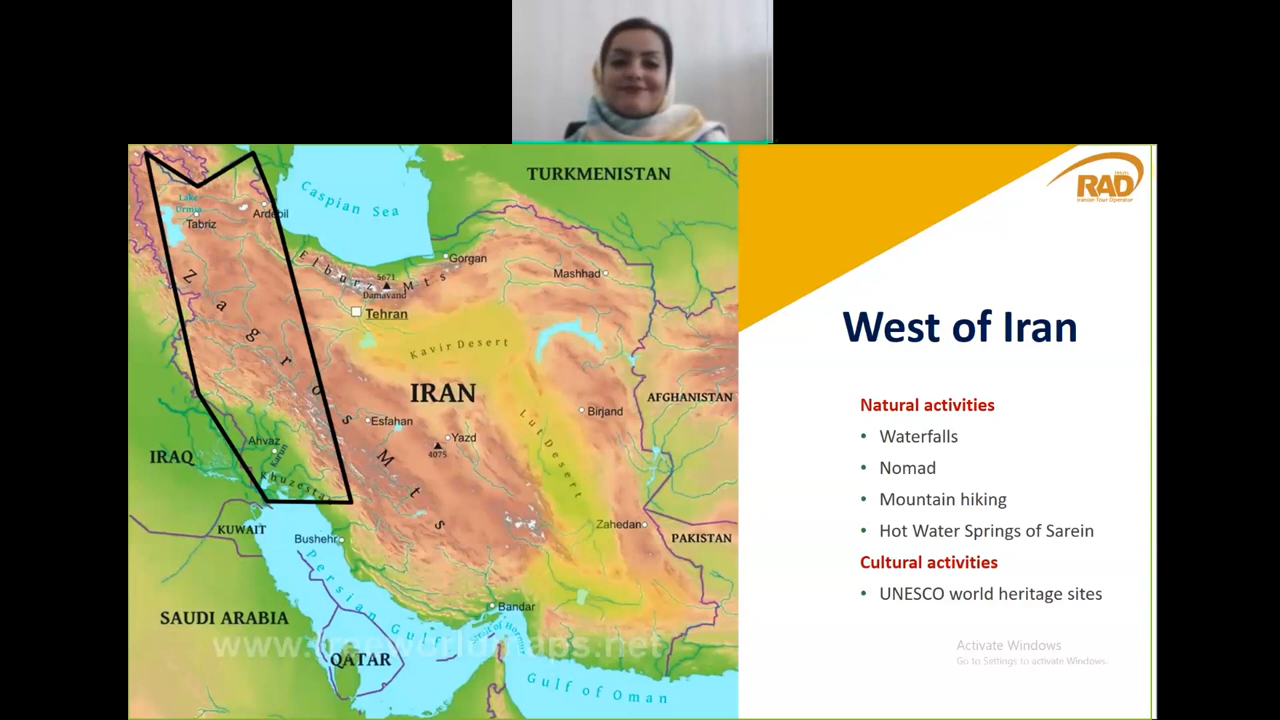 TURKMENISTAN
Caspian Sea
Lake
Urmia
Tabriz
Ardebil
Elburz Mts
5671
Damavand
Gorgan
Mashhad
Tehran
Kavir Desert
Zagros Mts
IRAN
AFGHANISTAN
Birjand
Esfahan
Yazd
4075
Lut Desert
Ahvaz
Karun
IRAQ
Khuzestan
KUWAIT
Bushehr
Zahedan
PAKISTAN
Persian Gulf
Bandar
SAUDI ARABIA
Strait of Hormuz
www.freeworldmaps.net
QATAR
Gulf of Oman
RAD
Iranian Tour Operator
West of Iran
Natural activities
• Waterfalls
• Nomad
• Mountain hiking
• Hot Water Springs of Sarein
Cultural activities
• UNESCO world heritage sites
Activate Windows
Go to Settings to activate Windows.